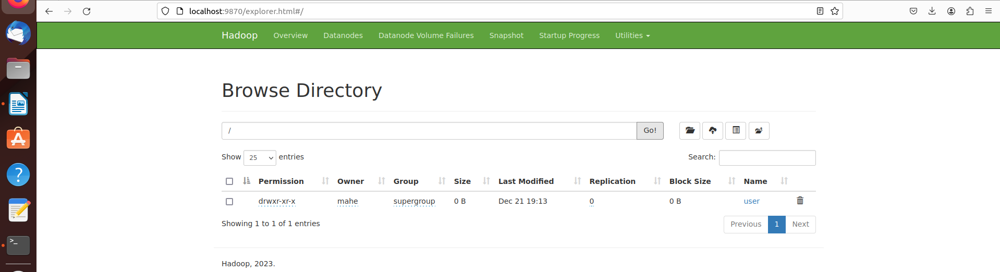 localhost:9870/explorer.html#/
Hadoop Overview Datanodes Datanode Volume Failures Snapshot Startup Progress Utilities
Browse Directory
/ Go!
Show 25 entries Search:
Permission Owner Group Size Last Modified Replication Block Size Name
drwxr-xr-x mahe supergroup 0 B Dec 21 19:13 0 0 B user
Showing 1 to 1 of 1 entries Previous 1 Next
Hadoop, 2023.